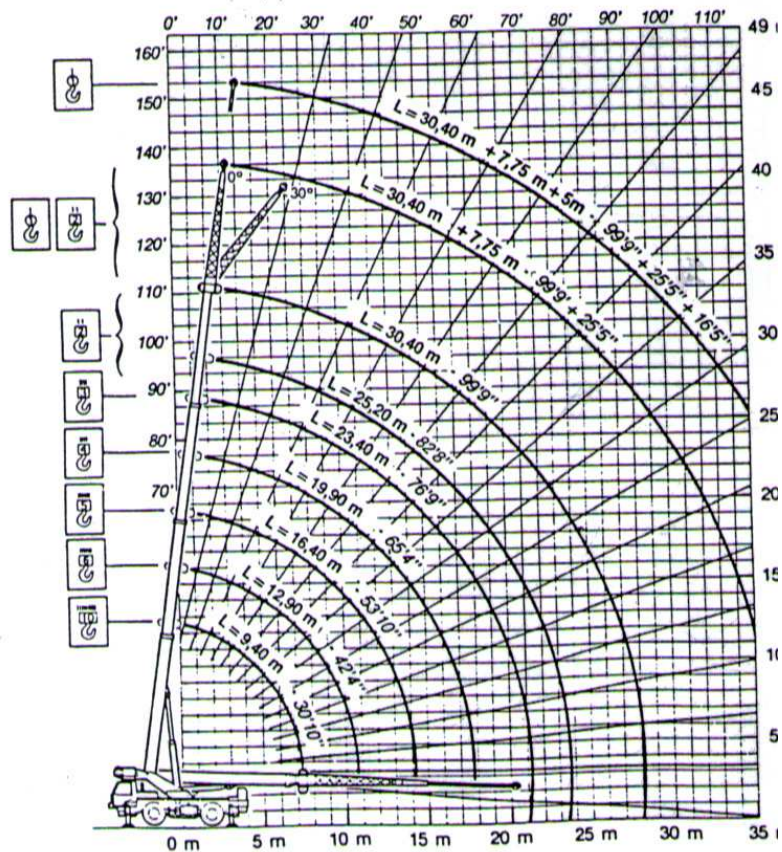 0' 10' 20' 30' 40' 50' 60' 70' 80' 90' 100' 110'
49 m
160'
45
150'
140'
40
130'
120'
35
110'
30
100'
90'
25
80'
20
70'
15
10
5
0° 30°
L = 30,40 m + 7,75 m + 5m - 99'9" + 25'5" + 16'5"
L = 30,40 m + 7,75 m - 99'9" + 25'5"
L = 30,40 m - 99'9"
L = 25,20 m - 82'8"
L = 23,40 m - 76'9"
L = 19,90 m - 65'4"
L = 16,40 m - 53'10"
L = 12,90 m - 42'4"
L = 9,40 m - 30'10"
0 m 5 m 10 m 15 m 20 m 25 m 30 m 35 m